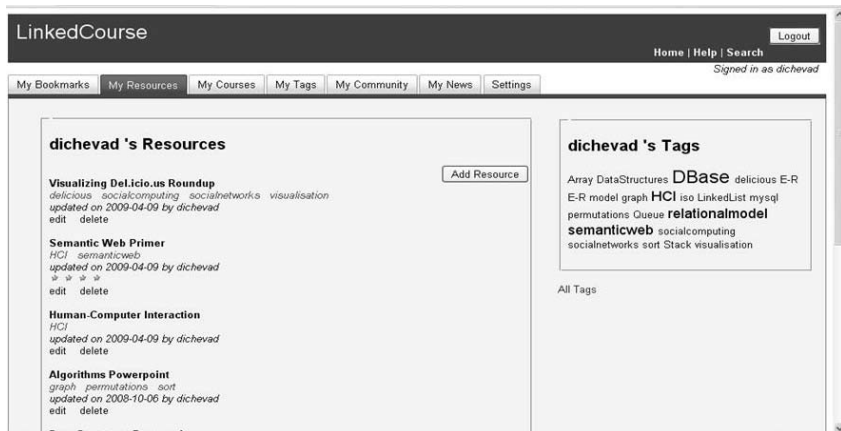 LinkedCourse
Logout
Home | Help | Search
Signed in as dichevad
My Bookmarks My Resources My Courses My Tags My Community My News Settings
dichevad 's Resources
Add Resource
Visualizing Del.icio.us Roundup
delicious socialcomputing socialnetworks visualisation
updated on 2009-04-09 by dichevad
edit delete
Semantic Web Primer
HCI semanticweb
updated on 2009-04-09 by dichevad
edit delete
Human-Computer Interaction
HCI
updated on 2009-04-09 by dichevad
edit delete
Algorithms Powerpoint
graph permutations sort
updated on 2008-10-06 by dichevad
edit delete
dichevad 's Tags
Array DataStructures DBase delicious E-R
E-R model graph HCI iso LinkedList mysql
permutations Queue relationalmodel
semanticweb socialcomputing
socialnetworks sort Stack visualisation
All Tags